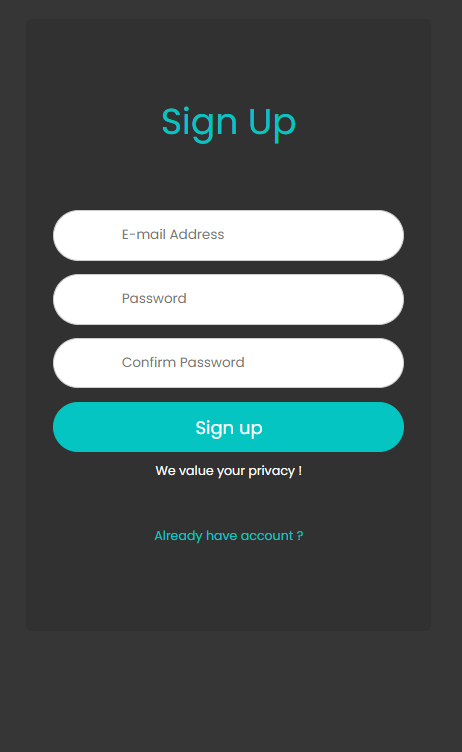 Sign Up
E-mail Address
Password
Confirm Password
Sign up
We value your privacy !
Already have account ?